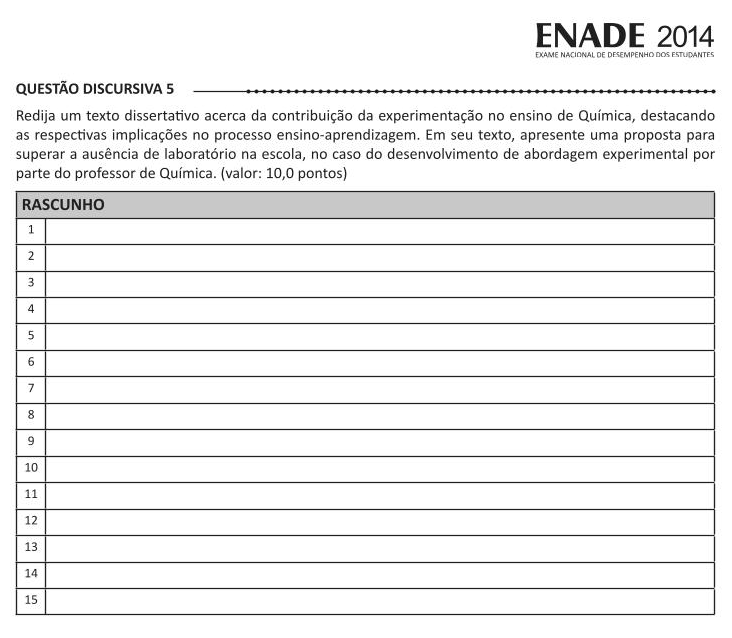 ENADE 2014
EXAME NACIONAL DE DESEMPENHO DOS ESTUDANTES
QUESTÃO DISCURSIVA 5
Redija um texto dissertativo acerca da contribuição da experimentação no ensino de Química, destacando
as respectivas implicações no processo ensino-aprendizagem. Em seu texto, apresente uma proposta para
superar a ausência de laboratório na escola, no caso do desenvolvimento de abordagem experimental por
parte do professor de Química. (valor: 10,0 pontos)
RASCUNHO
1
2
3
4
5
6
7
8
9
10
11
12
13
14
15